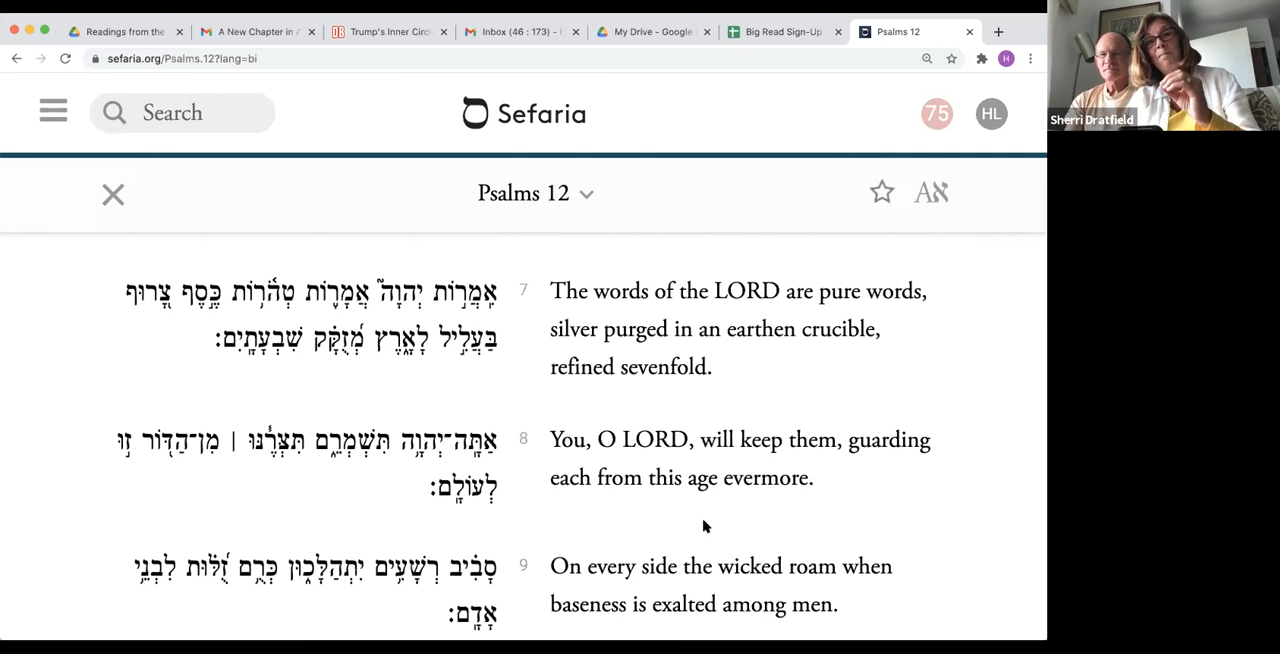 Readings from the
A New Chapter in
Trump's Inner Circl
Inbox (46 : 173) -
My Drive - Google
Big Read Sign-Up
Psalms 12
sefaria.org/Psalms.12?lang=bi
H
Search
Sefaria
75
HL
Psalms 12
Aא
אִֽמֲר֣וֹת יְהוָה֮ אֲמָר֪וֹת טְהֹ֫ר֥וֹת כֶּ֣סֶף צָ֭רוּף
בַּעֲלִ֣יל לָאָ֑רֶץ מְ֝זֻקָּ֗ק שִׁבְעָתָֽיִם׃
7
The words of the LORD are pure words,
silver purged in an earthen crucible,
refined sevenfold.
אַתָּֽה־יְהוָ֥ה תִּשְׁמְרֵ֑ם תִּצְּרֶ֓נּוּ ׀ מִן־הַדּ֖וֹר ז֣וּ
לְעוֹלָֽם׃
8
You, O LORD, will keep them, guarding
each from this age evermore.
סָבִ֗יב רְשָׁעִ֥ים יִתְהַלָּכ֑וּן כְּרֻ֥ם זֻ֝לּ֗וּת לִבְנֵ֥י
אָדָֽם׃
9
On every side the wicked roam when
baseness is exalted among men.
Sherri Dratfield